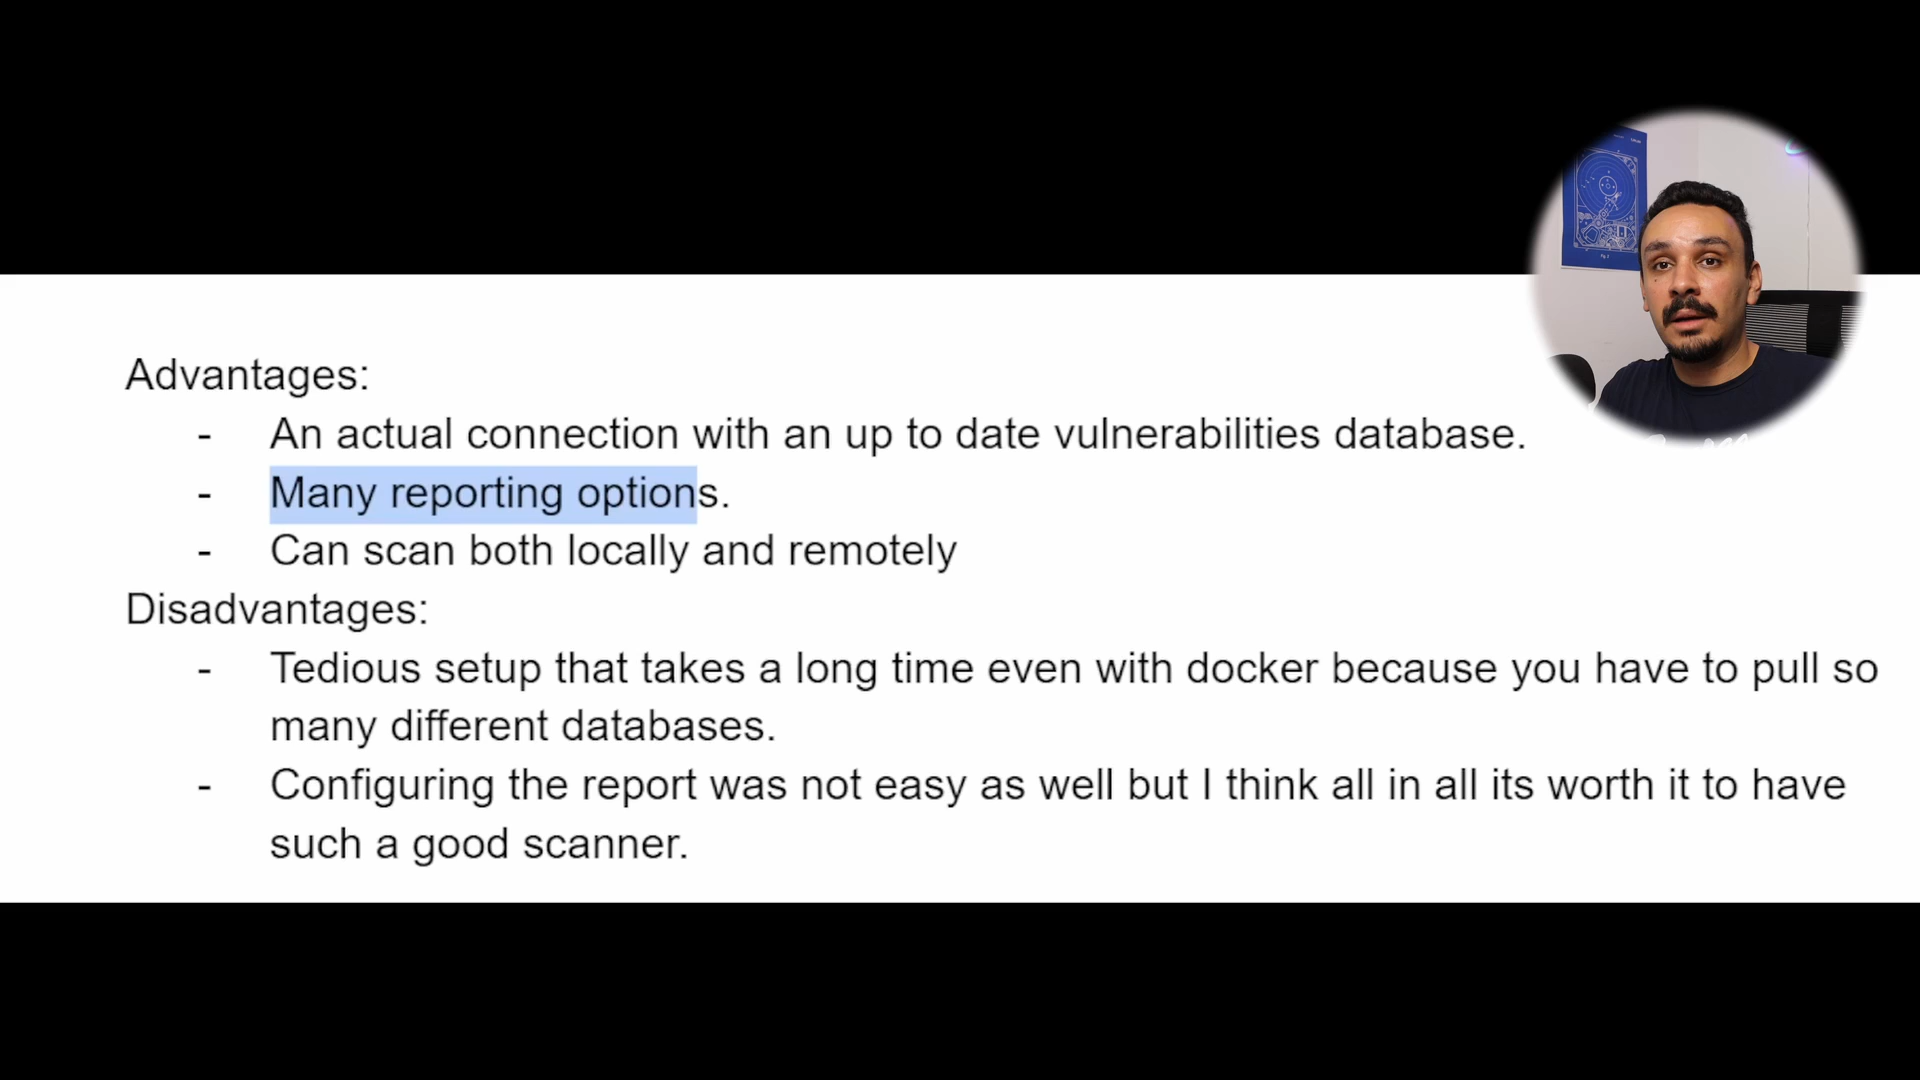 Advantages:
- An actual connection with an up to date vulnerabilities database.
- Many reporting options.
- Can scan both locally and remotely
Disadvantages:
- Tedious setup that takes a long time even with docker because you have to pull so
many different databases.
- Configuring the report was not easy as well but I think all in all its worth it to have
such a good scanner.